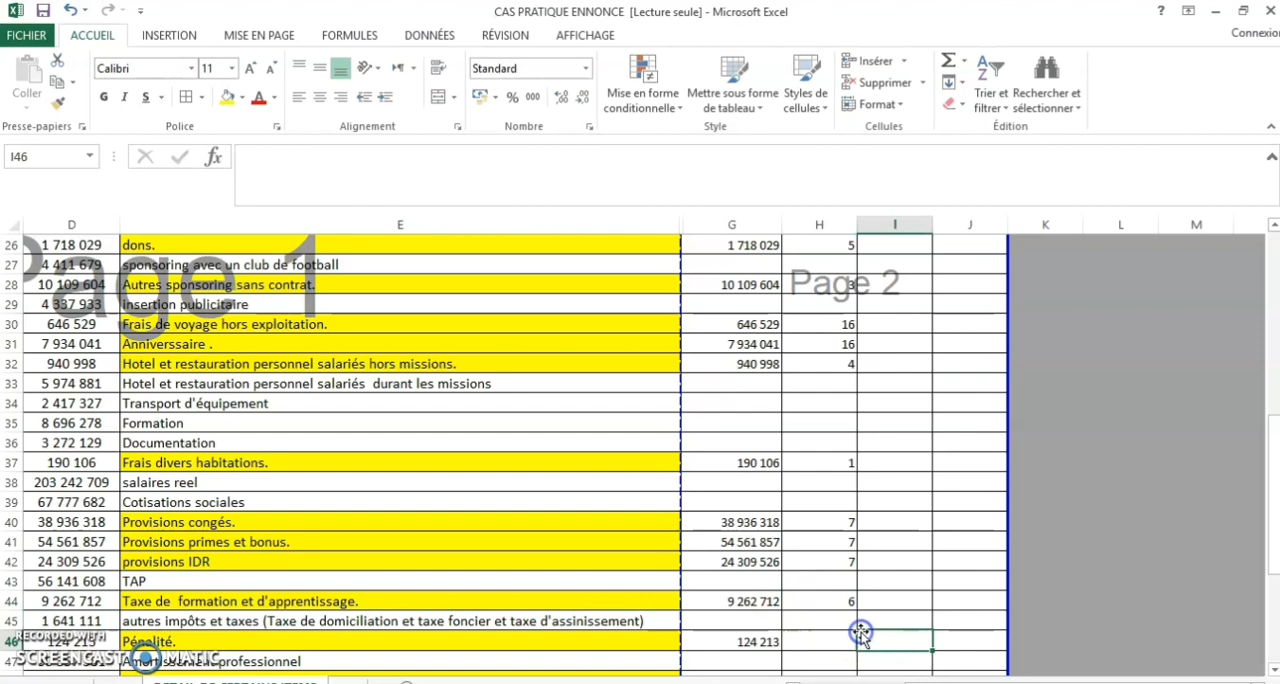 CAS PRATIQUE ENNONCE [Lecture seule] - Microsoft Excel
?
FICHIER ACCUEIL INSERTION MISE EN PAGE FORMULES DONNÉES RÉVISION AFFICHAGE Connexio
Coller
Calibri 11
G I S
Standard
% 000
Mise en forme conditionnelle
Mettre sous forme de tableau
Styles de cellules
Insérer
Supprimer
Format
Trier et filtrer
Rechercher et sélectionner
Presse-papiers Police Alignement Nombre Style Cellules Édition
I46 fx
D E G H I J K L M
26 1 718 029 dons. 1 718 029 5
27 4 411 679 sponsoring avec un club de football
28 10 109 604 Autres sponsoring sans contrat. 10 109 604 3
29 4 337 933 insertion publicitaire
30 646 529 Frais de voyage hors exploitation. 646 529 16
31 7 934 041 Anniverssaire . 7 934 041 16
32 940 998 Hotel et restauration personnel salariés hors missions. 940 998 4
33 5 974 881 Hotel et restauration personnel salariés durant les missions
34 2 417 327 Transport d'équipement
35 8 696 278 Formation
36 3 272 129 Documentation
37 190 106 Frais divers habitations. 190 106 1
38 203 242 709 salaires reel
39 67 777 682 Cotisations sociales
40 38 936 318 Provisions congés. 38 936 318 7
41 54 561 857 Provisions primes et bonus. 54 561 857 7
42 24 309 526 provisions IDR 24 309 526 7
43 56 141 608 TAP
44 9 262 712 Taxe de formation et d'apprentissage. 9 262 712 6
45 1 641 111 autres impôts et taxes (Taxe de domiciliation et taxe foncier et taxe d'assinissement)
46 124 213 Pénalité. 124 213
47 Amortissement professionnel
Page 1
Page 2
RECORDED WITH
SCREENCAST MATIC